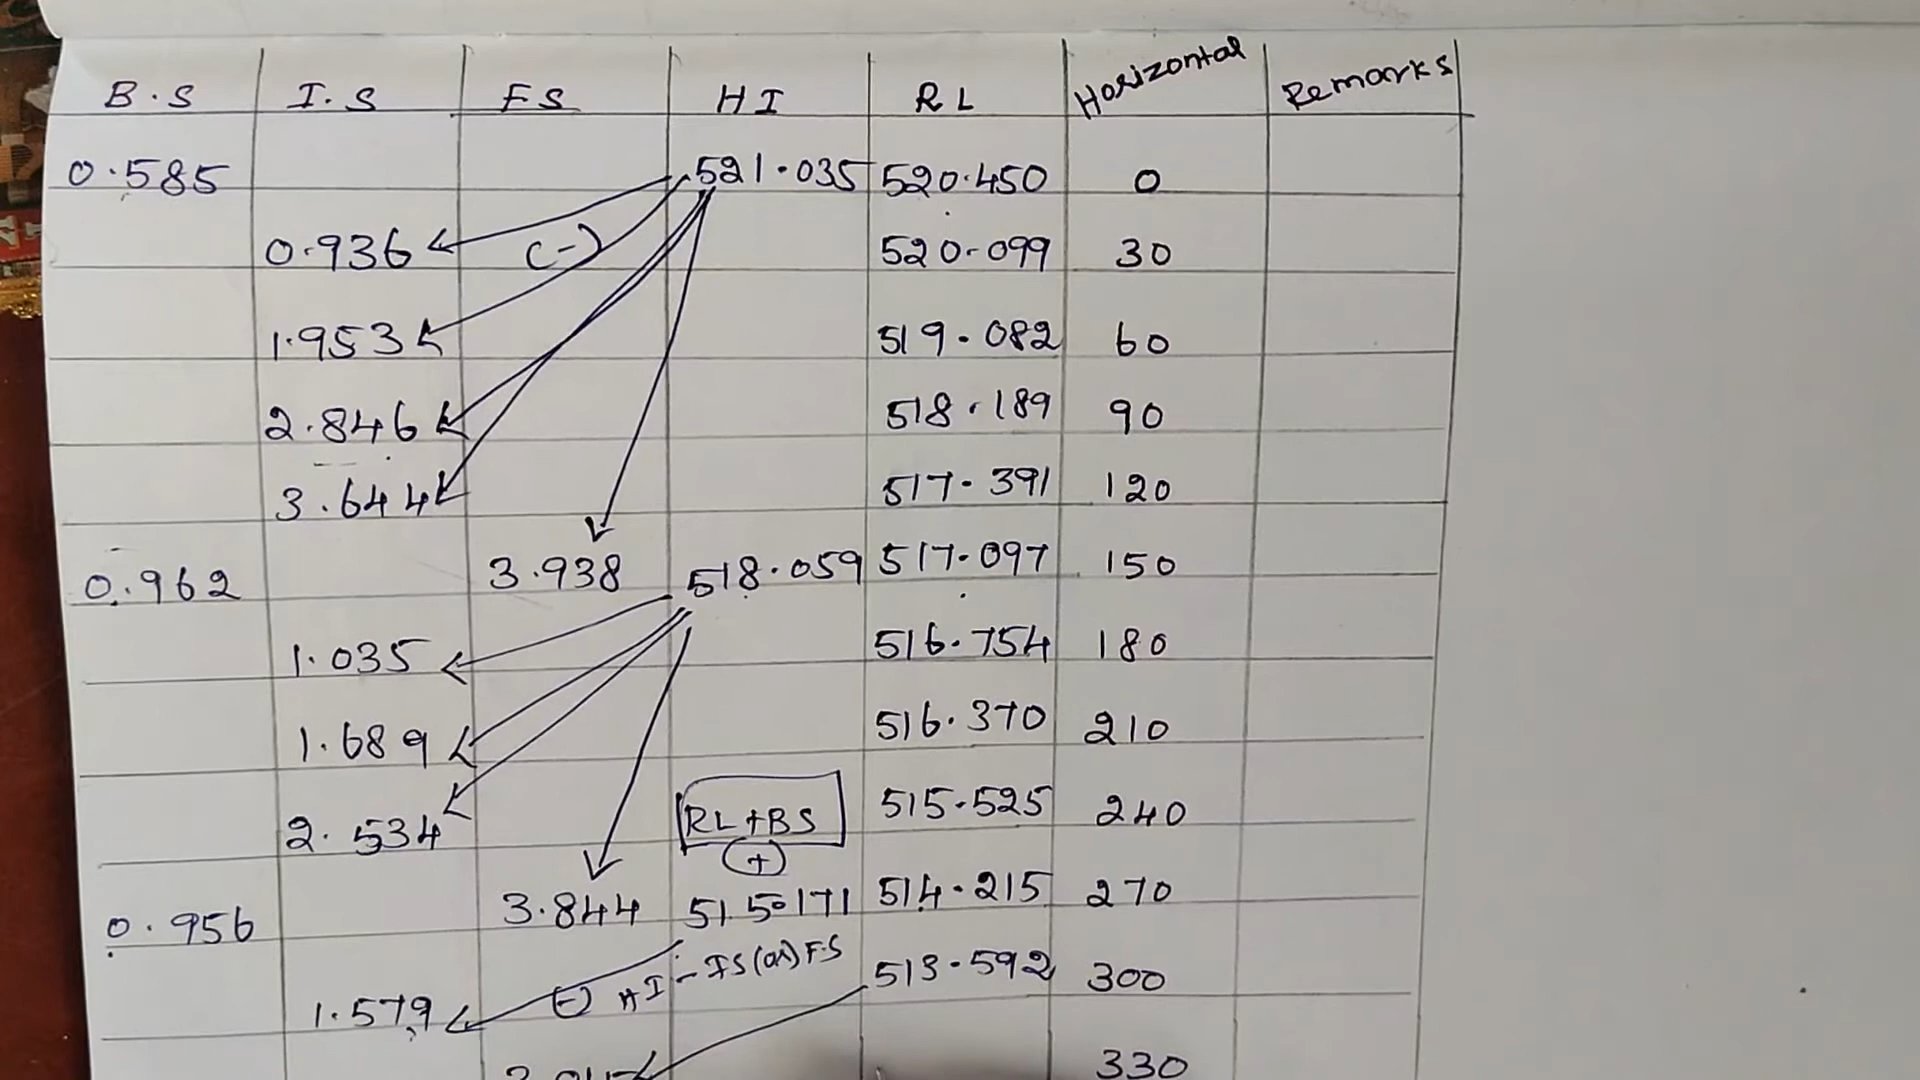 B.S I.S FS HI RL Horizontal Remarks
0.585 521.035 520.450 0
0.936 (-) 520.099 30
1.953 519.082 60
2.846 518.189 90
3.644 517.391 120
0.962 3.938 518.059 517.097 150
1.035 516.754 180
1.689 516.370 210
2.534 RL+BS 515.525 240
(+)
0.956 3.844 515.171 514.215 270
1.579 (-) HI - IS (or) F.S 513.592 300
330